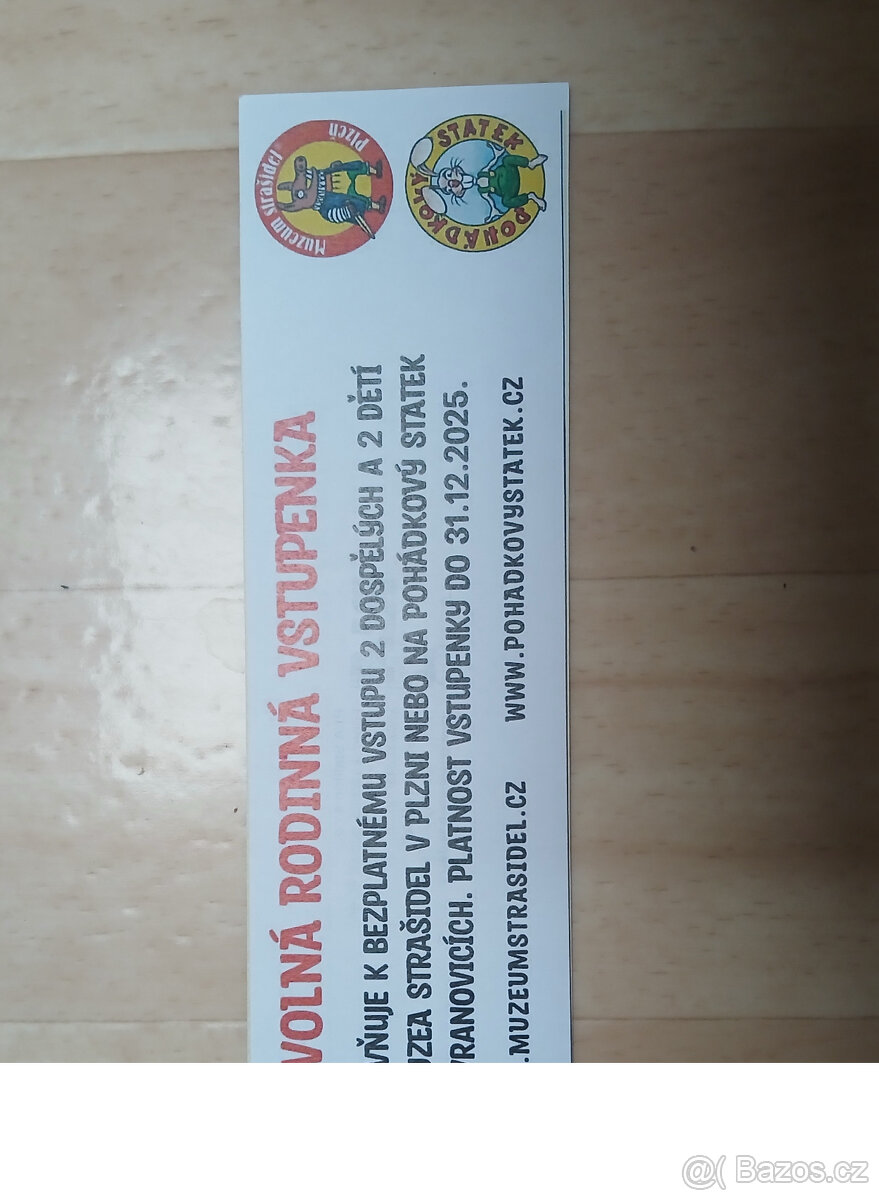 VOLNÁ RODINNÁ VSTUPENKA
VŇUJE K BEZPLATNÉMU VSTUPU 2 DOSPĚLÝCH A 2 DĚTÍ
UZEA STRAŠIDEL V PLZNI NEBO NA POHÁDKOVÝ STATEK
VRANOVICÍCH. PLATNOST VSTUPENKY DO 31.12.2025.
.MUZEUMSTRASIDEL.CZ WWW.POHADKOVYSTATEK.CZ
Muzeum strašidel Plzeň
POHÁDKOVÝ STATEK
@( Bazos.cz